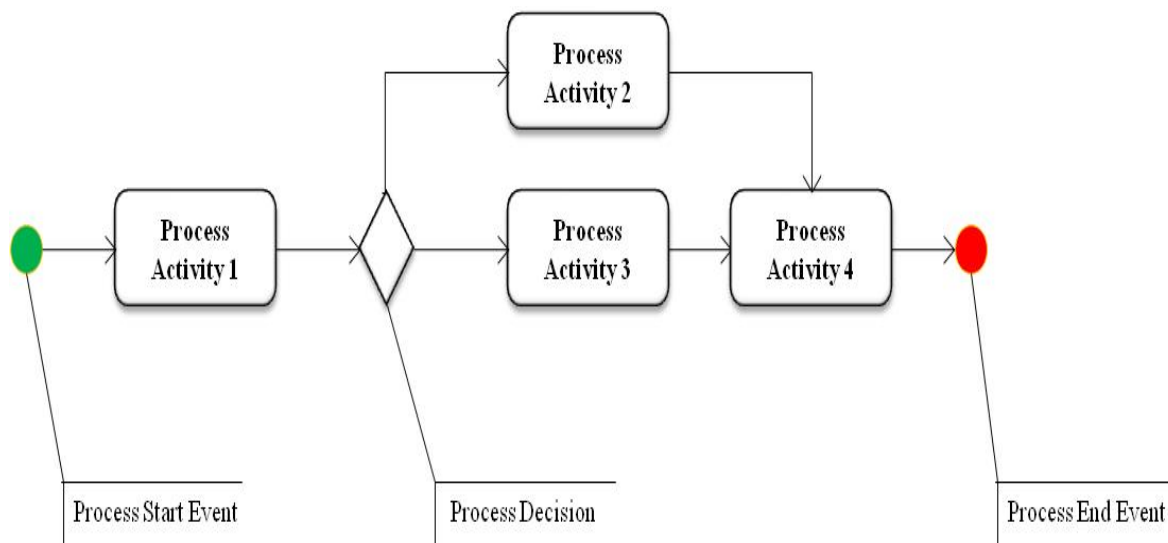 Process
Activity 2
Process
Activity 1
Process
Activity 3
Process
Activity 4
Process Start Event
Process Decision
Process End Event